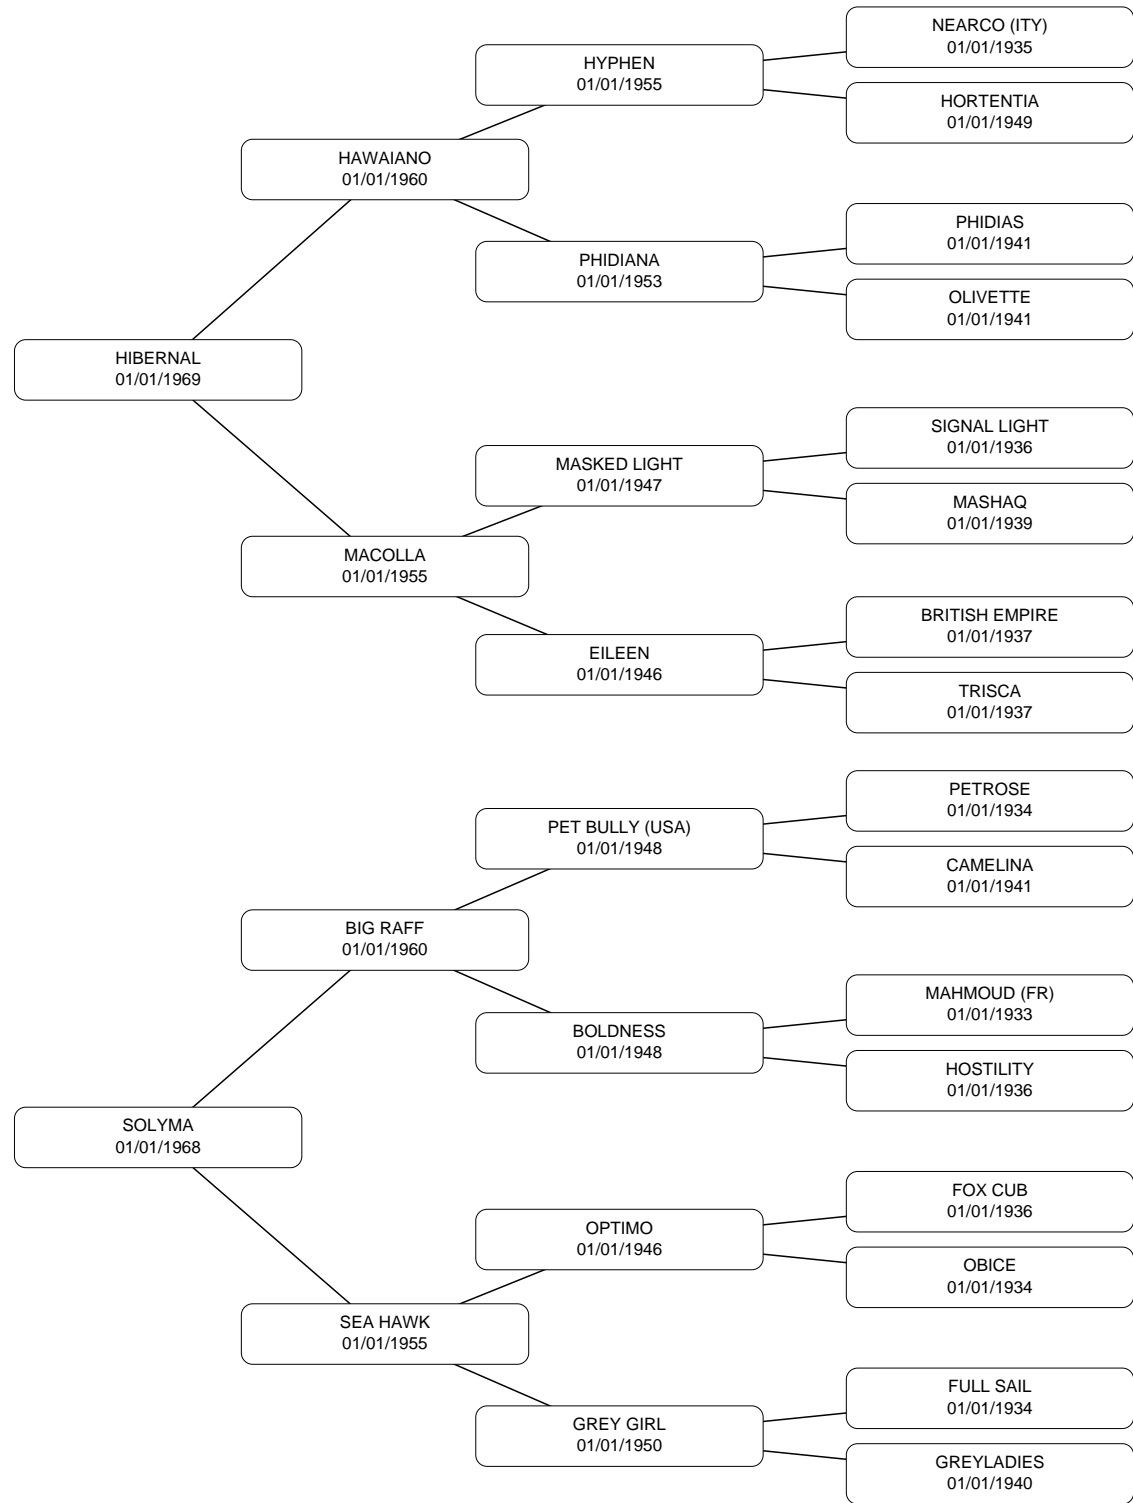 NEARCO (ITY)
01/01/1935
HYPHEN
01/01/1955
HORTENTIA
01/01/1949
HAWAIANO
01/01/1960
PHIDIAS
01/01/1941
PHIDIANA
01/01/1953
OLIVETTE
01/01/1941
HIBERNAL
01/01/1969
SIGNAL LIGHT
01/01/1936
MASKED LIGHT
01/01/1947
MASHAQ
01/01/1939
MACOLLA
01/01/1955
BRITISH EMPIRE
01/01/1937
EILEEN
01/01/1946
TRISCA
01/01/1937
PETROSE
01/01/1934
PET BULLY (USA)
01/01/1948
CAMELINA
01/01/1941
BIG RAFF
01/01/1960
MAHMOUD (FR)
01/01/1933
BOLDNESS
01/01/1948
HOSTILITY
01/01/1936
SOLYMA
01/01/1968
FOX CUB
01/01/1936
OPTIMO
01/01/1946
OBICE
01/01/1934
SEA HAWK
01/01/1955
FULL SAIL
01/01/1934
GREY GIRL
01/01/1950
GREYLADIES
01/01/1940